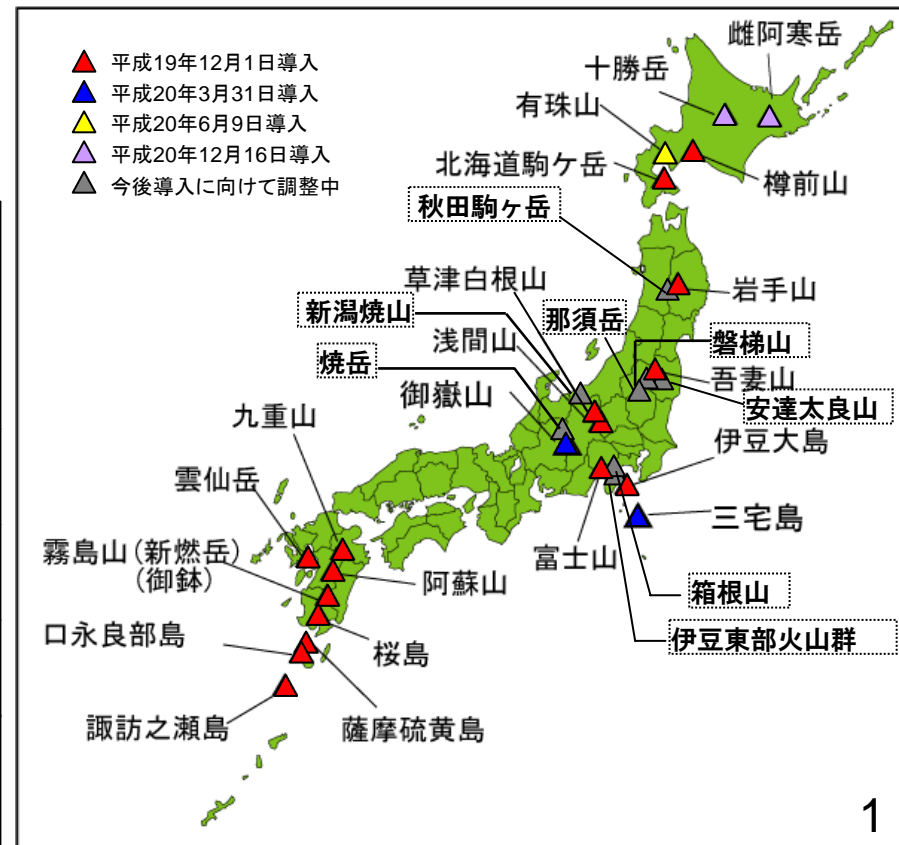 平成19年12月1日導入
平成20年3月31日導入
平成20年6月9日導入
平成20年12月16日導入
今後導入に向けて調整中
雌阿寒岳
十勝岳
有珠山
北海道駒ケ岳
樽前山
秋田駒ヶ岳
草津白根山
岩手山
新潟焼山
那須岳
浅間山
磐梯山
焼岳
吾妻山
御嶽山
安達太良山
九重山
伊豆大島
雲仙岳
三宅島
霧島山(新燃岳)
(御鉢)
富士山
阿蘇山
箱根山
口永良部島
桜島
伊豆東部火山群
諏訪之瀬島
薩摩硫黄島
1